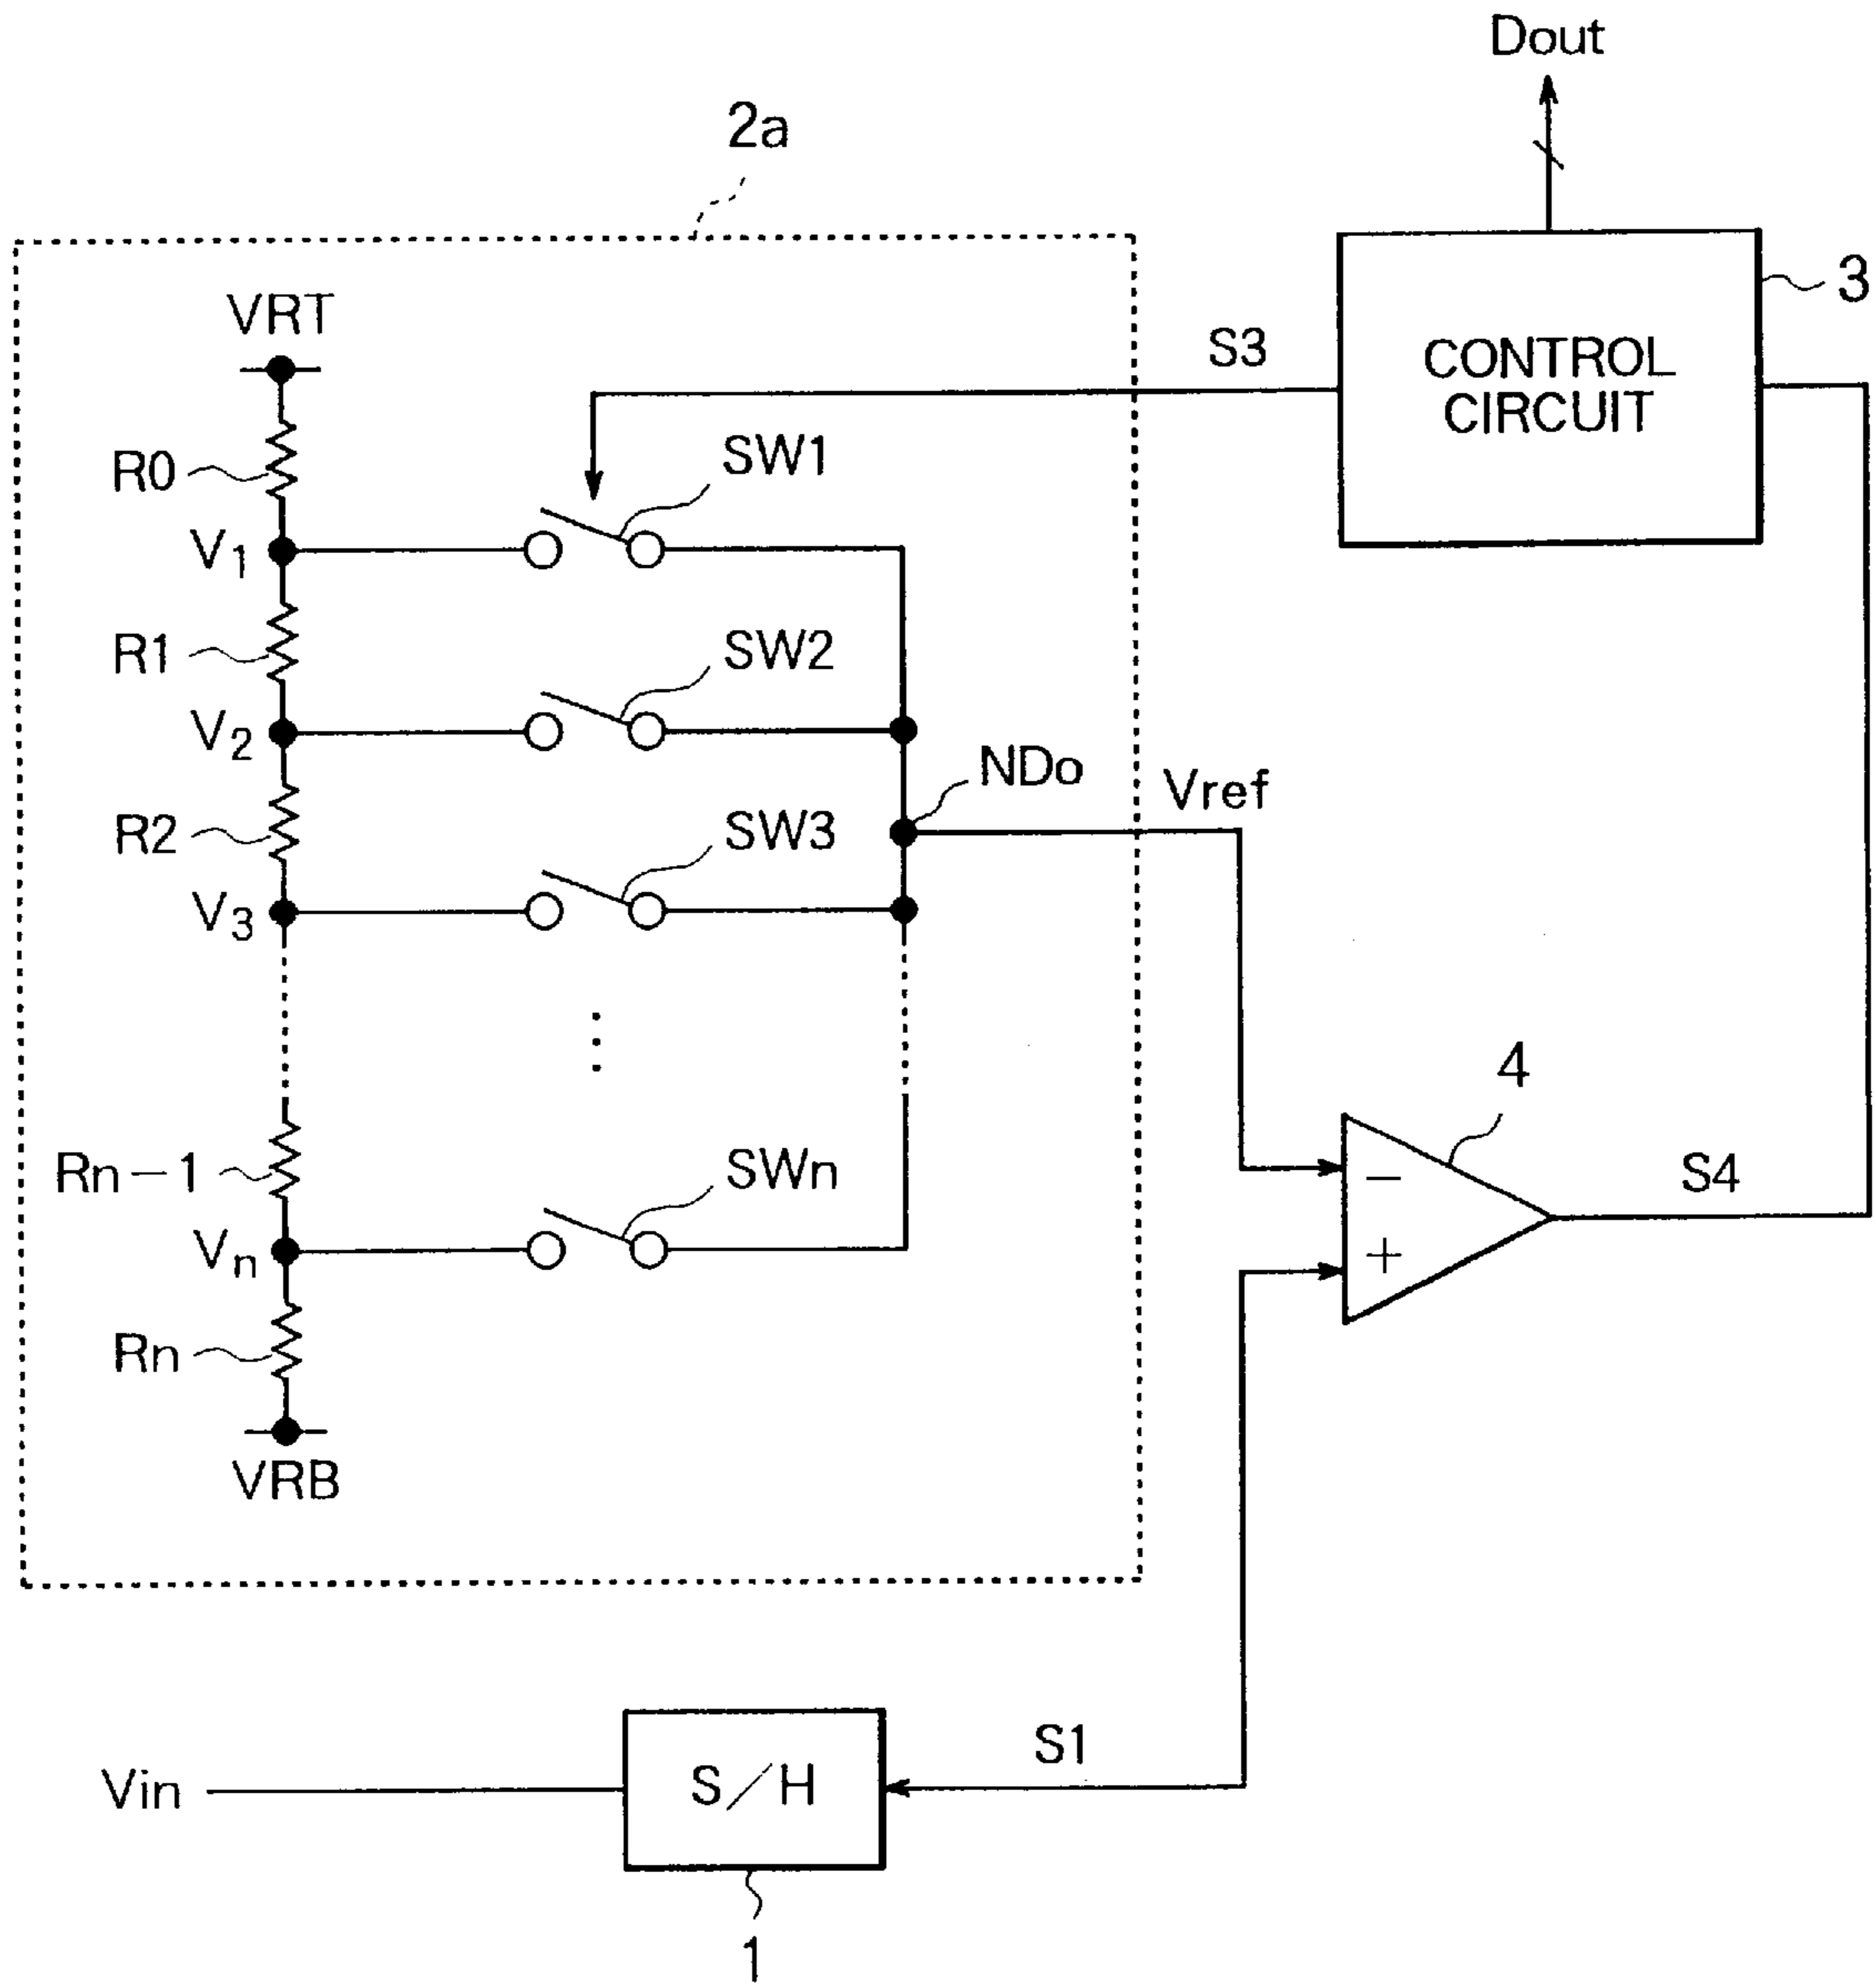 Dout
2a
3
VRT
S3
CONTROL
CIRCUIT
SW1
R0
V1
R1
SW2
V2
NDo
Vref
R2
SW3
V3
4
Rn-1
SWn
S4
Vn
-
+
Rn
VRB
S1
Vin
S/H
1